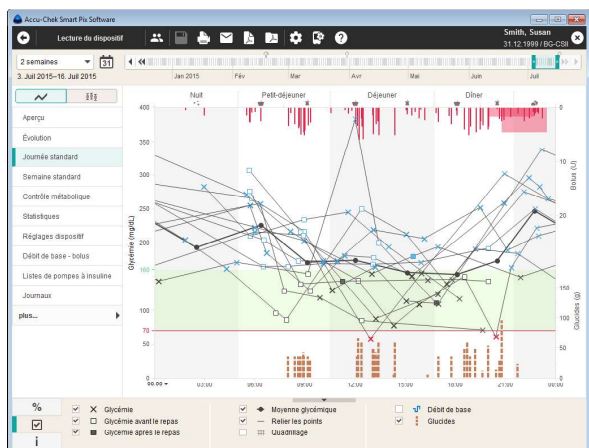 Accu-Chek Smart Pix Software
Lecture du dispositif
Smith, Susan
31.12.1999 / BG-CSII
2 semaines
31
3. Juil 2015–16. Juil 2015
Jan 2015 Fév Mar Avr Mai Juin Juil
Nuit Petit-déjeuner Déjeuner Dîner
Aperçu
Évolution
Journée standard
Semaine standard
Contrôle métabolique
Statistiques
Réglages dispositif
Débit de base - bolus
Listes de pompes à insuline
Journaux
plus...
Glycémie (mg/dL)
400
350
300
250
200
160
100
70
50
0
0
10
20
Bolus (U)
150
100
50
0
Glucides (g)
00:00 03:00 06:00 09:00 12:00 15:00 18:00 21:00 00:00
%
i
Glycémie
Glycémie avant le repas
Glycémie après le repas
Moyenne glycémique
Relier les points
Quadrillage
Débit de base
Glucides